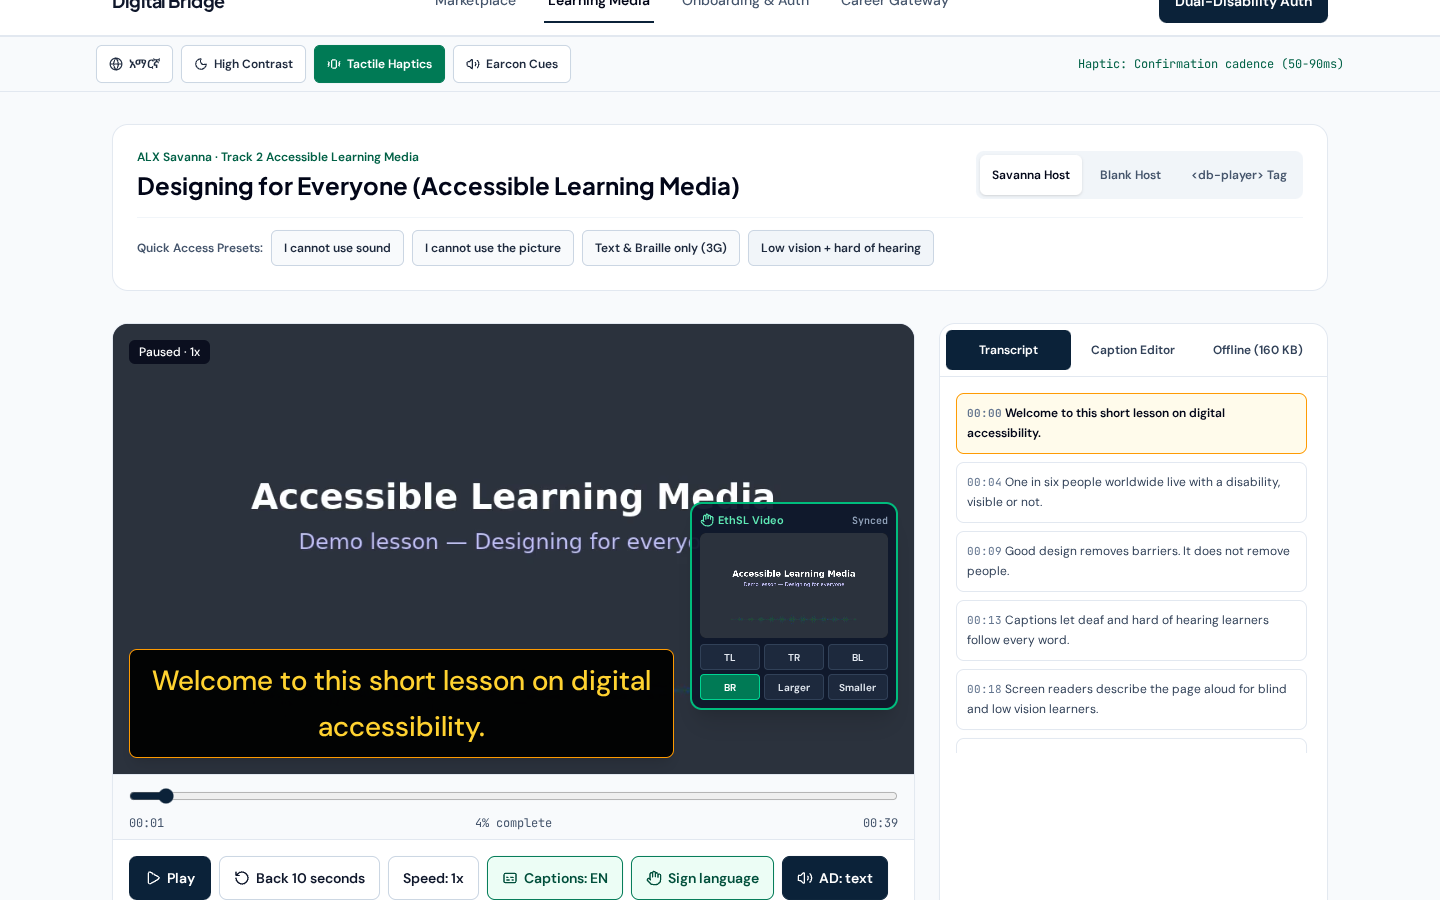 Digital Bridge
Marketplace
Learning Media
Onboarding & Auth
Career Gateway
Dual-Disability Auth
አማርኛ
High Contrast
Tactile Haptics
Earcon Cues
Haptic: Confirmation cadence (50-90ms)
ALX Savanna · Track 2 Accessible Learning Media
Designing for Everyone (Accessible Learning Media)
Savanna Host
Blank Host
<db-player> Tag
Quick Access Presets:
I cannot use sound
I cannot use the picture
Text & Braille only (3G)
Low vision + hard of hearing
Paused · 1x
Accessible Learning Media
Demo lesson — Designing for everyo
EthSL Video
Synced
Accessible Learning Media
Demo lesson — Designing for everyone
TL
TR
BL
BR
Larger
Smaller
Welcome to this short lesson on digital
accessibility.
00:01
4% complete
00:39
Play
Back 10 seconds
Speed: 1x
Captions: EN
Sign language
AD: text
Transcript
Caption Editor
Offline (160 KB)
00:00 Welcome to this short lesson on digital
accessibility.
00:04 One in six people worldwide live with a disability,
visible or not.
00:09 Good design removes barriers. It does not remove
people.
00:13 Captions let deaf and hard of hearing learners
follow every word.
00:18 Screen readers describe the page aloud for blind
and low vision learners.